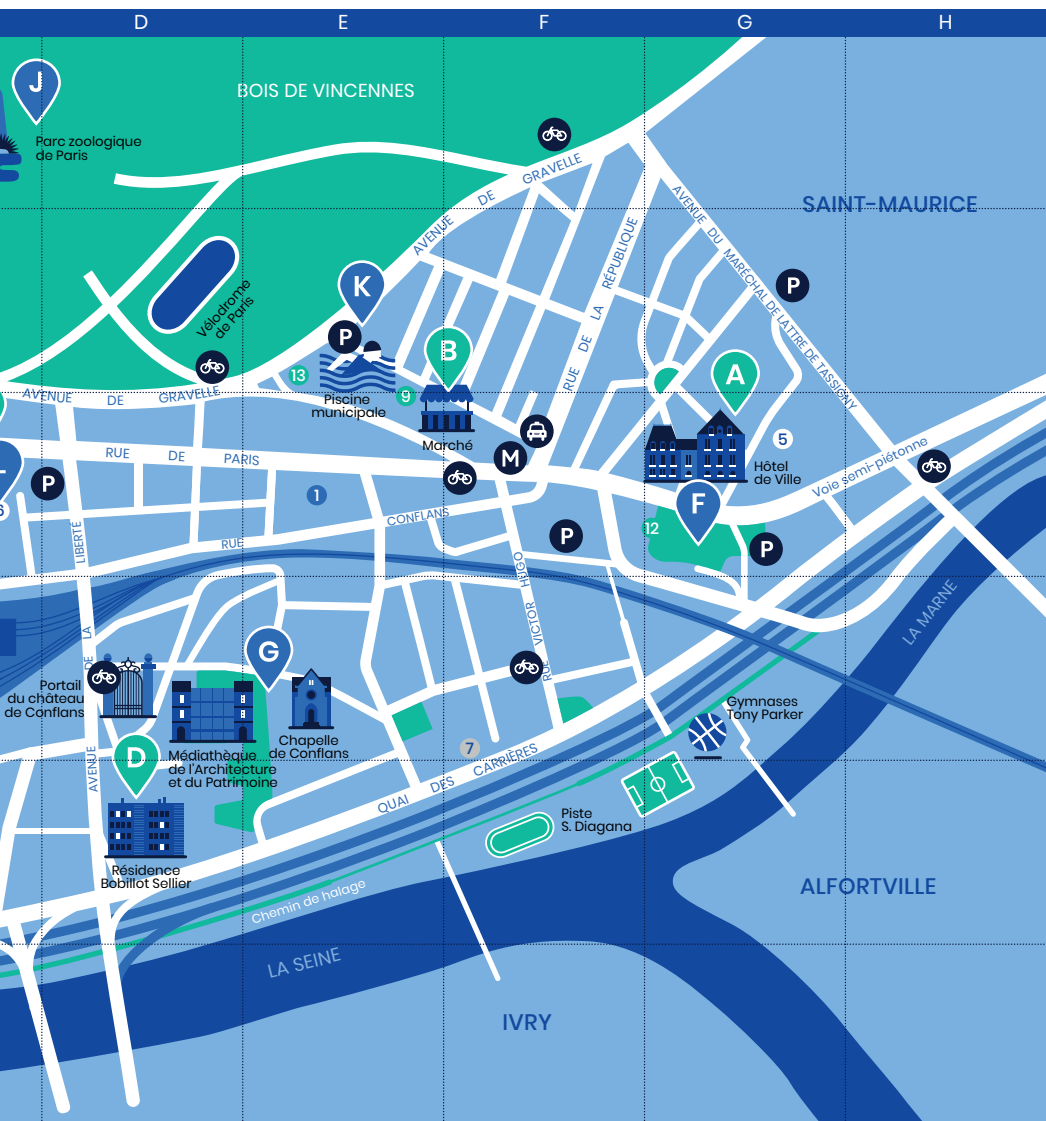 D
E
F
G
H
J
BOIS DE VINCENNES
Parc zoologique
de Paris
AVENUE DE GRAVELLE
SAINT-MAURICE
AVENUE DU MARÉCHAL DE LATTRE DE TASSIGNY
RUE DE LA RÉPUBLIQUE
K
P
P
Vélodrome
de Paris
B
A
13
9
Piscine
municipale
AVENUE DE GRAVELLE
Marché
5
Hôtel
de Ville
RUE DE PARIS
M
Voie semi-piétonne
P
1
F
6
CONFLANS
RUE
12
P
P
AVENUE DE LA LIBERTÉ
RUE VICTOR HUGO
LA MARNE
G
Portail
du château
de Conflans
Gymnases
Tony Parker
D
Médiathèque
de l'Architecture
et du Patrimoine
Chapelle
de Conflans
7
QUAI DES CARRIÈRES
Piste
S. Diagana
Résidence
Bobillot Sellier
Chemin de halage
ALFORTVILLE
LA SEINE
IVRY